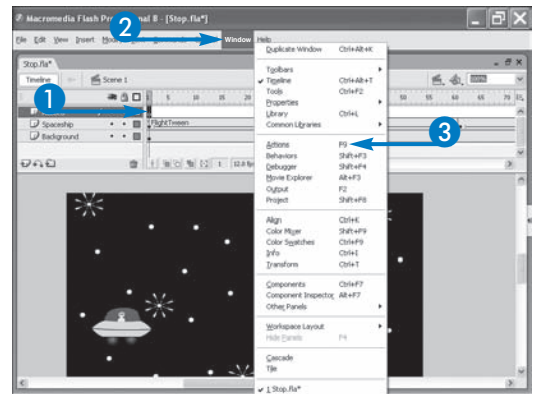 Macromedia Flash Professional 8 - [Stop.fla*]
2
File Edit View Insert Window Help
Stop.fla*
Timeline Scene 1
1
5 10 15 20 50 55 60 65 70
Spaceship FlightTween
Background
1 12.0
Duplicate Window Ctrl+Alt+K
Toolbars
Timeline Ctrl+Alt+T
Tools Ctrl+F2
Properties
Library Ctrl+L
Common Libraries
Actions F9
3
Behaviors Shift+F3
Debugger Shift+F4
Movie Explorer Alt+F3
Output F2
Project Shift+F8
Align Ctrl+K
Color Mixer Shift+F9
Color Swatches Ctrl+F9
Info Ctrl+I
Transform Ctrl+T
Components Ctrl+F7
Component Inspector Alt+F7
Other Panels
Workspace Layout
Hide Panels F4
Cascade
Tile
1 Stop.fla*